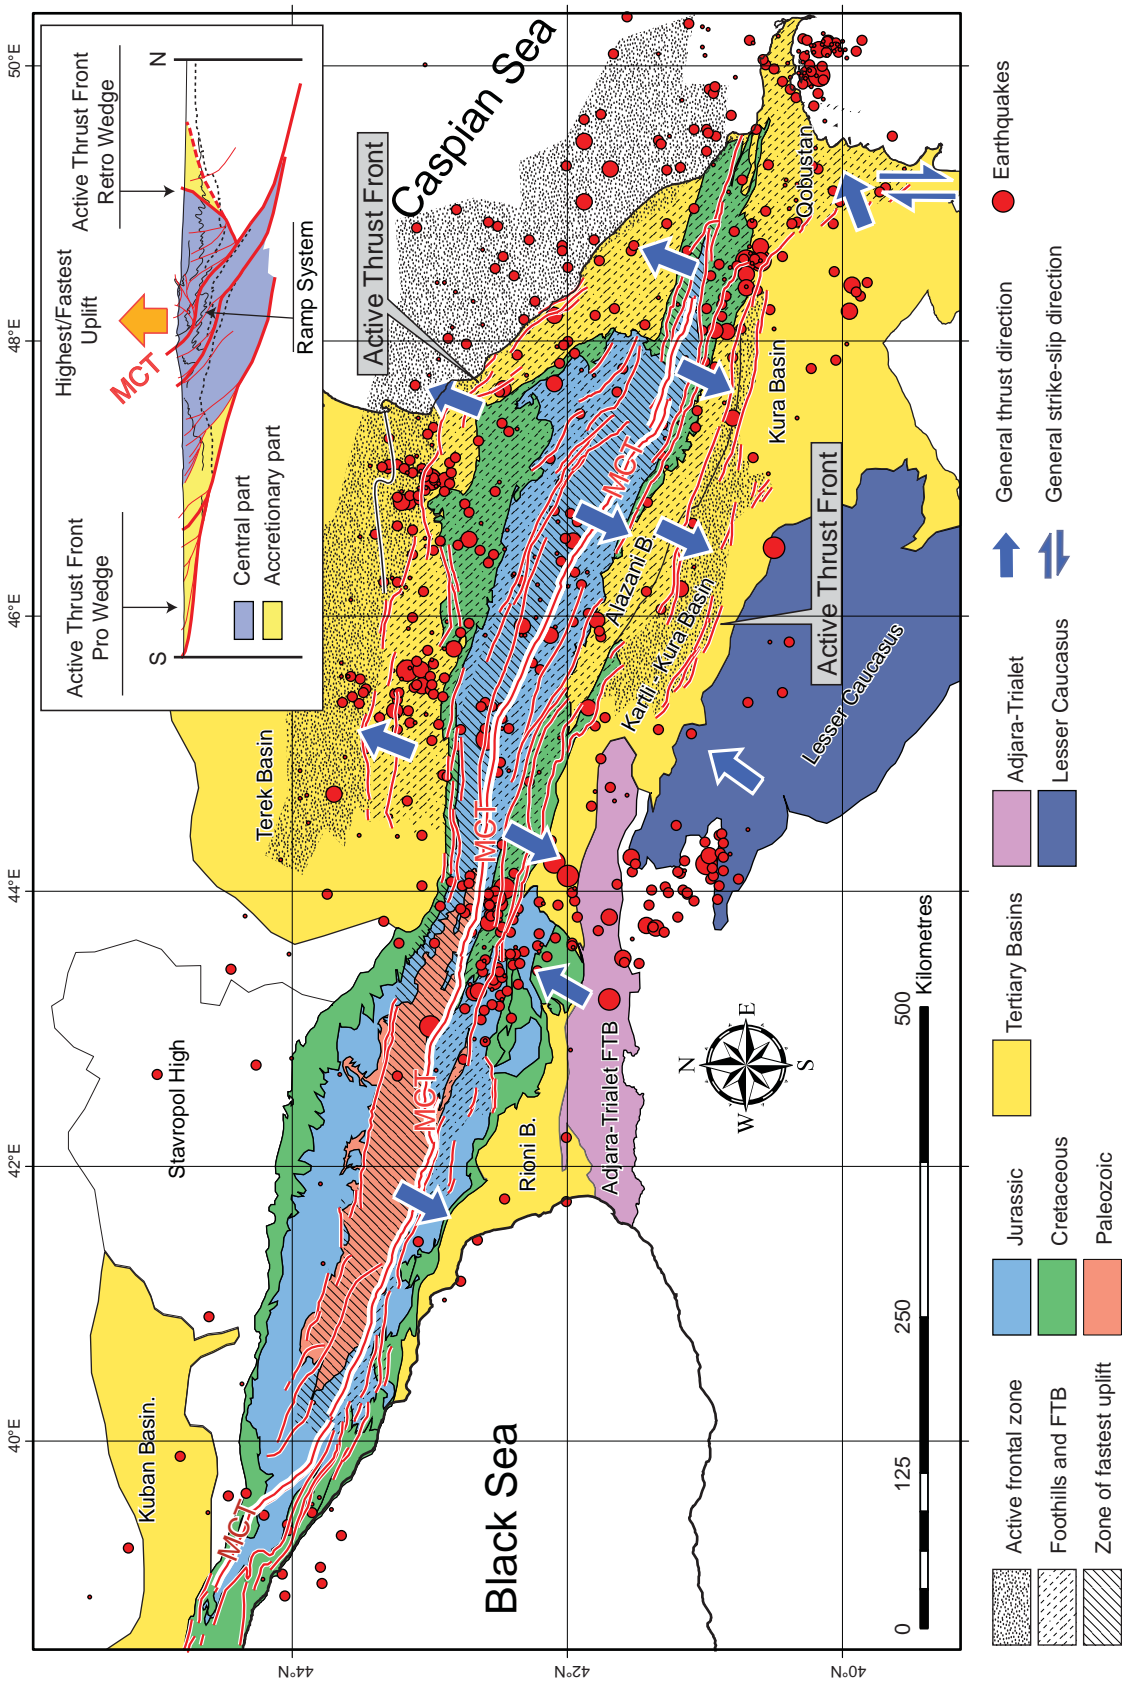 40°E
42°E
44°E
46°E
48°E
50°E
44°N
42°N
40°N
Active Thrust Front
Pro Wedge
Highest/Fastest
Uplift
Active Thrust Front
Retro Wedge
S
N
MCT
Ramp System
Central part
Accretionary part
Kuban Basin.
Stavropol High
Terek Basin
Caspian Sea
Active Thrust Front
MCT
MCT
MCT
MCT
Black Sea
Rioni B.
Adjara-Trialet FTB
Alazani B.
Kartli - Kura Basin
Kura Basin
Qobustan
Active Thrust Front
Lesser Caucasus
N
W
E
S
0
125
250
500
Kilometres
Active frontal zone
Foothills and FTB
Zone of fastest uplift
Jurassic
Cretaceous
Paleozoic
Tertiary Basins
Adjara-Trialet
Lesser Caucasus
General thrust direction
General strike-slip direction
Earthquakes